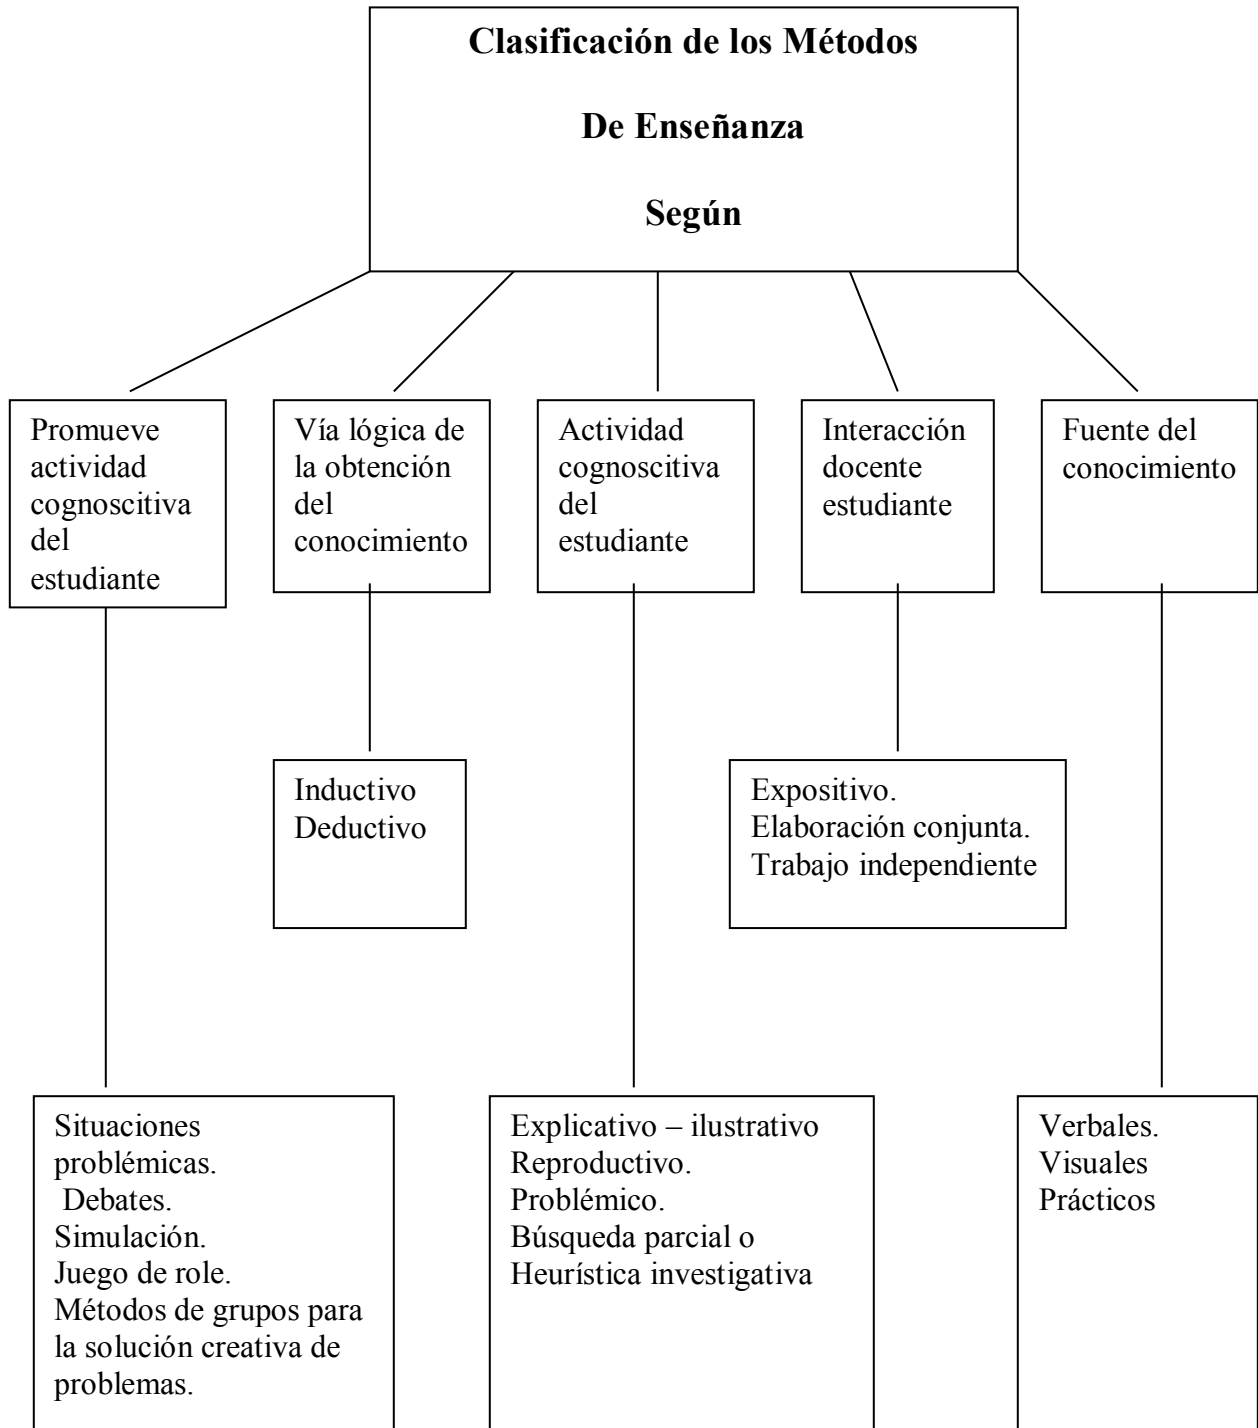 Clasificación de los Métodos
De Enseñanza
Según
Promueve
actividad
cognoscitiva
del
estudiante
Vía lógica de
la obtención
del
conocimiento
Actividad
cognoscitiva
del
estudiante
Interacción
docente
estudiante
Fuente del
conocimiento
Inductivo
Deductivo
Expositivo.
Elaboración conjunta.
Trabajo independiente
Situaciones
problémicas.
Debates.
Simulación.
Juego de role.
Métodos de grupos para
la solución creativa de
problemas.
Explicativo – ilustrativo
Reproductivo.
Problémico.
Búsqueda parcial o
Heurística investigativa
Verbales.
Visuales
Prácticos